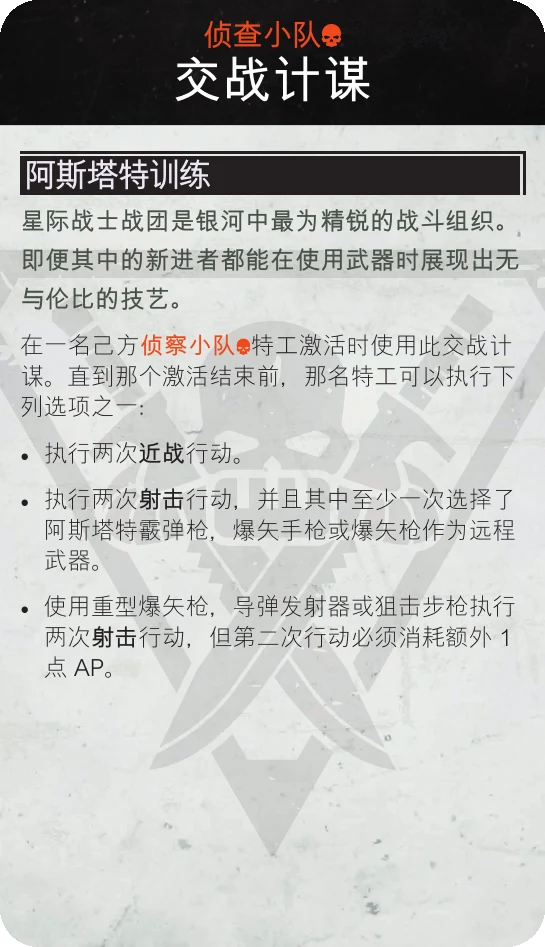 侦查小队
交战计谋
阿斯塔特训练
星际战士战团是银河中最为精锐的战斗组织。
即便其中的新进者都能在使用武器时展现出无
与伦比的技艺。
在一名己方侦察小队特工激活时使用此交战计
谋。直到那个激活结束前，那名特工可以执行下
列选项之一:
• 执行两次近战行动。
• 执行两次射击行动，并且其中至少一次选择了
阿斯塔特霰弹枪，爆矢手枪或爆矢枪作为远程
武器。
• 使用重型爆矢枪，导弹发射器或狙击步枪执行
两次射击行动，但第二次行动必须消耗额外 1
点 AP。